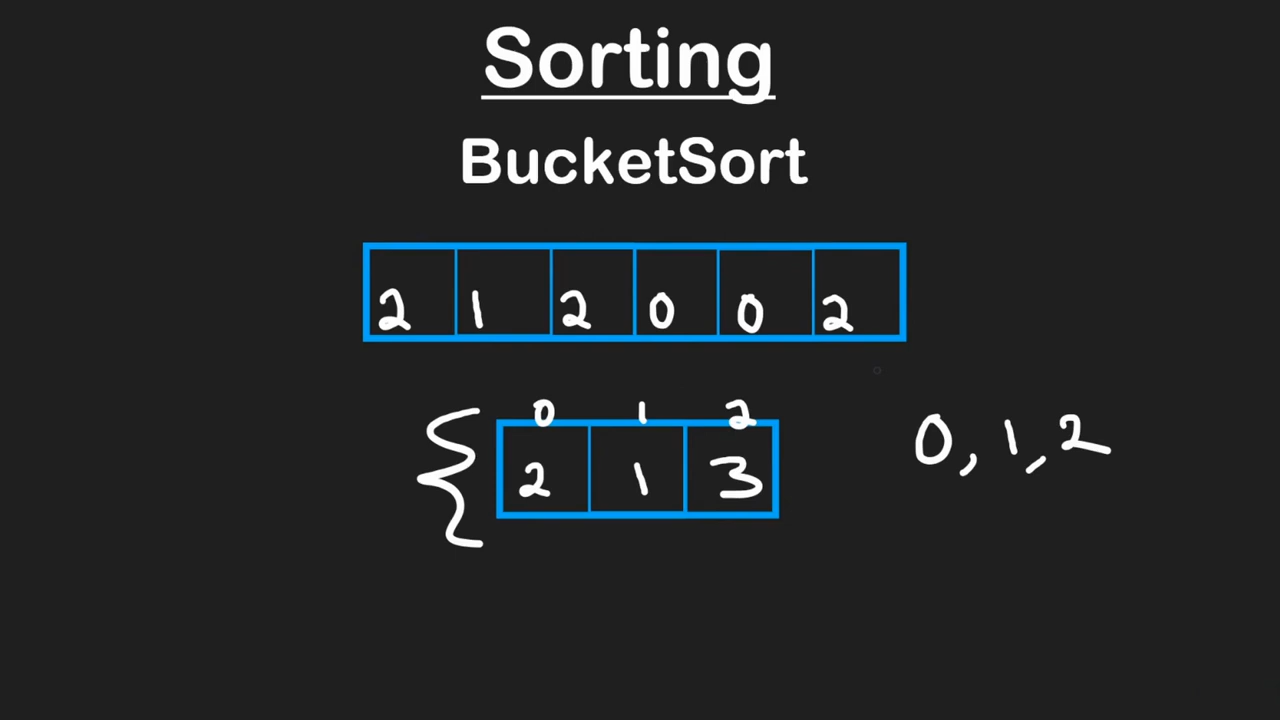 Sorting
BucketSort
2 1 2 0 0 2
0 1 2
2 1 3
0, 1, 2